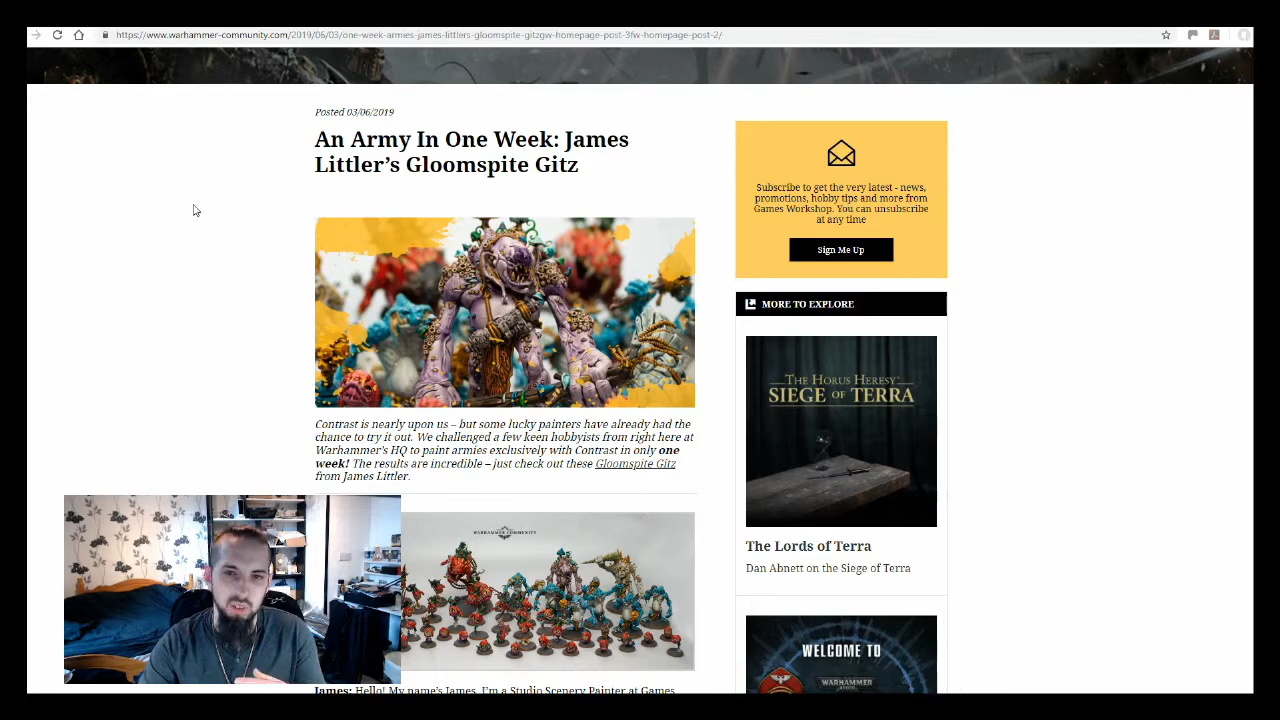 https://www.warhammer-community.com/2019/06/03/one-week-armies-james-littlers-gloomspite-gitzgw-homepage-post-3fw-homepage-post-2/
Posted 03/06/2019
An Army In One Week: James
Littler’s Gloomspite Gitz
Contrast is nearly upon us – but some lucky painters have already had the
chance to try it out. We challenged a few keen hobbyists from right here at
Warhammer’s HQ to paint armies exclusively with Contrast in only one
week! The results are incredible – just check out these Gloomspite Gitz
from James Littler.
WARHAMMER COMMUNITY
James: Hello! My name’s James, I’m a Studio Scenery Painter at Games
Subscribe to get the very latest - news,
promotions, hobby tips and more from
Games Workshop. You can unsubscribe
at any time
Sign Me Up
MORE TO EXPLORE
THE HORUS HERESY
SIEGE OF TERRA
The Lords of Terra
Dan Abnett on the Siege of Terra
WELCOME TO
WARHAMMER